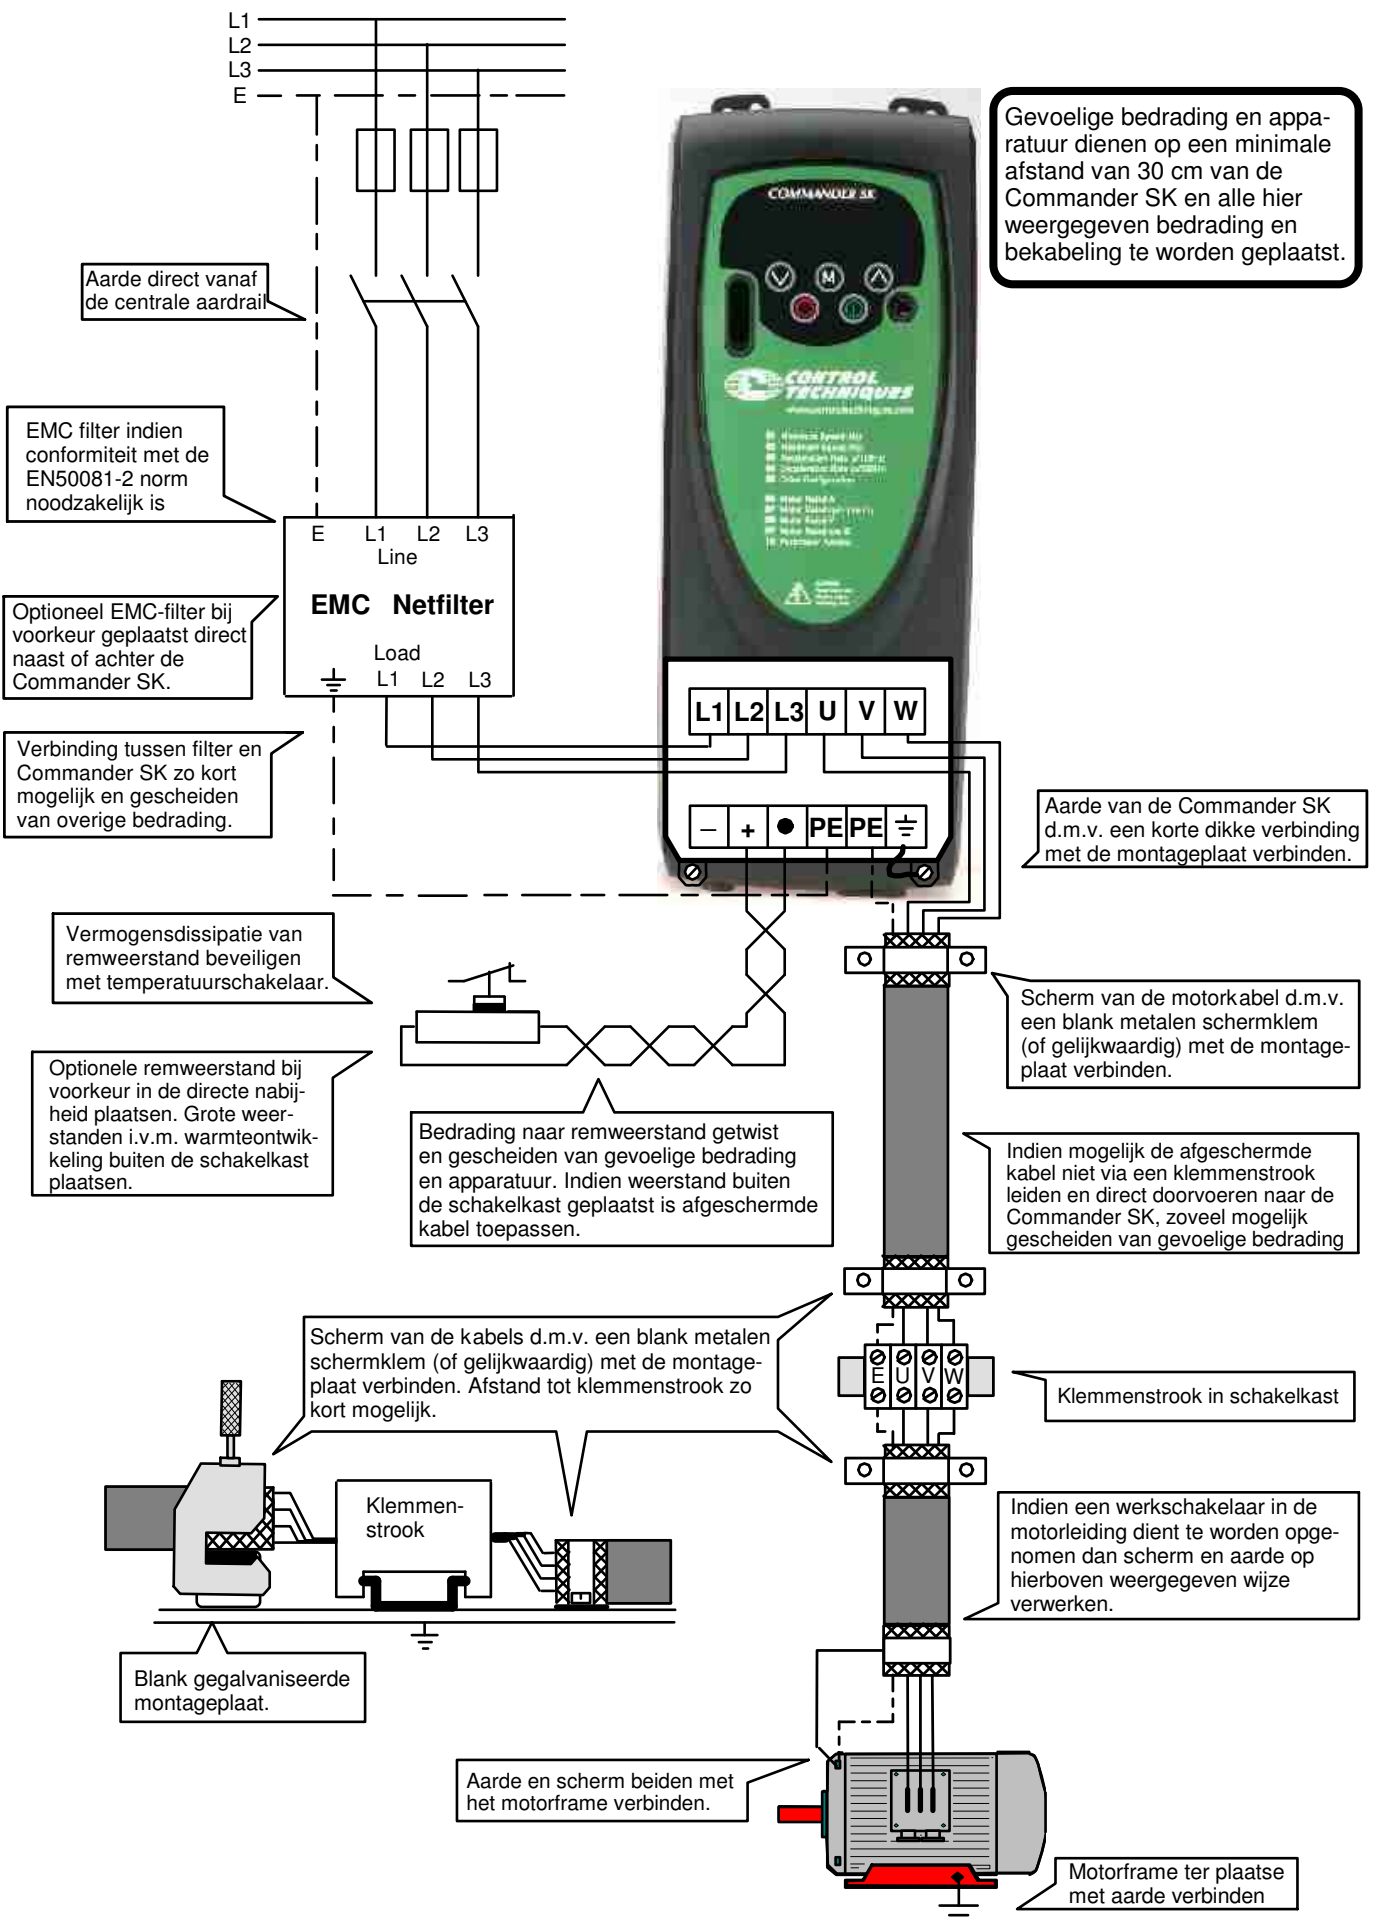 L1
L2
L3
E
Gevoelige bedrading en appa-
ratuur dienen op een minimale
afstand van 30 cm van de
Commander SK en alle hier
weergegeven bedrading en
bekabeling te worden geplaatst.
COMMANDER SK
M
CONTROL
TECHNIQUES
Aarde direct vanaf
de centrale aardrail
EMC filter indien
conformiteit met de
EN50081-2 norm
noodzakelijk is
E L1 L2 L3
Line
EMC Netfilter
Load
L1 L2 L3
Optioneel EMC-filter bij
voorkeur geplaatst direct
naast of achter de
Commander SK.
L1 L2 L3 U V W
Verbinding tussen filter en
Commander SK zo kort
mogelijk en gescheiden
van overige bedrading.
– + ● PE PE
Aarde van de Commander SK
d.m.v. een korte dikke verbinding
met de montageplaat verbinden.
Vermogensdissipatie van
remweerstand beveiligen
met temperatuurschakelaar.
Scherm van de motorkabel d.m.v.
een blank metalen schermklem
(of gelijkwaardig) met de montage-
plaat verbinden.
Optionele remweerstand bij
voorkeur in de directe nabij-
heid plaatsen. Grote weer-
standen i.v.m. warmteontwik-
keling buiten de schakelkast
plaatsen.
Bedrading naar remweerstand getwist
en gescheiden van gevoelige bedrading
en apparatuur. Indien weerstand buiten
de schakelkast geplaatst is afgeschermde
kabel toepassen.
Indien mogelijk de afgeschermde
kabel niet via een klemmenstrook
leiden en direct doorvoeren naar de
Commander SK, zoveel mogelijk
gescheiden van gevoelige bedrading
Scherm van de kabels d.m.v. een blank metalen
schermklem (of gelijkwaardig) met de montage-
plaat verbinden. Afstand tot klemmenstrook zo
kort mogelijk.
E U V W
Klemmenstrook in schakelkast
Klemmen-
strook
Indien een werkschakelaar in de
motorleiding dient te worden opge-
nomen dan scherm en aarde op
hierboven weergegeven wijze
verwerken.
Blank gegalvaniseerde
montageplaat.
Aarde en scherm beiden met
het motorframe verbinden.
Motorframe ter plaatse
met aarde verbinden